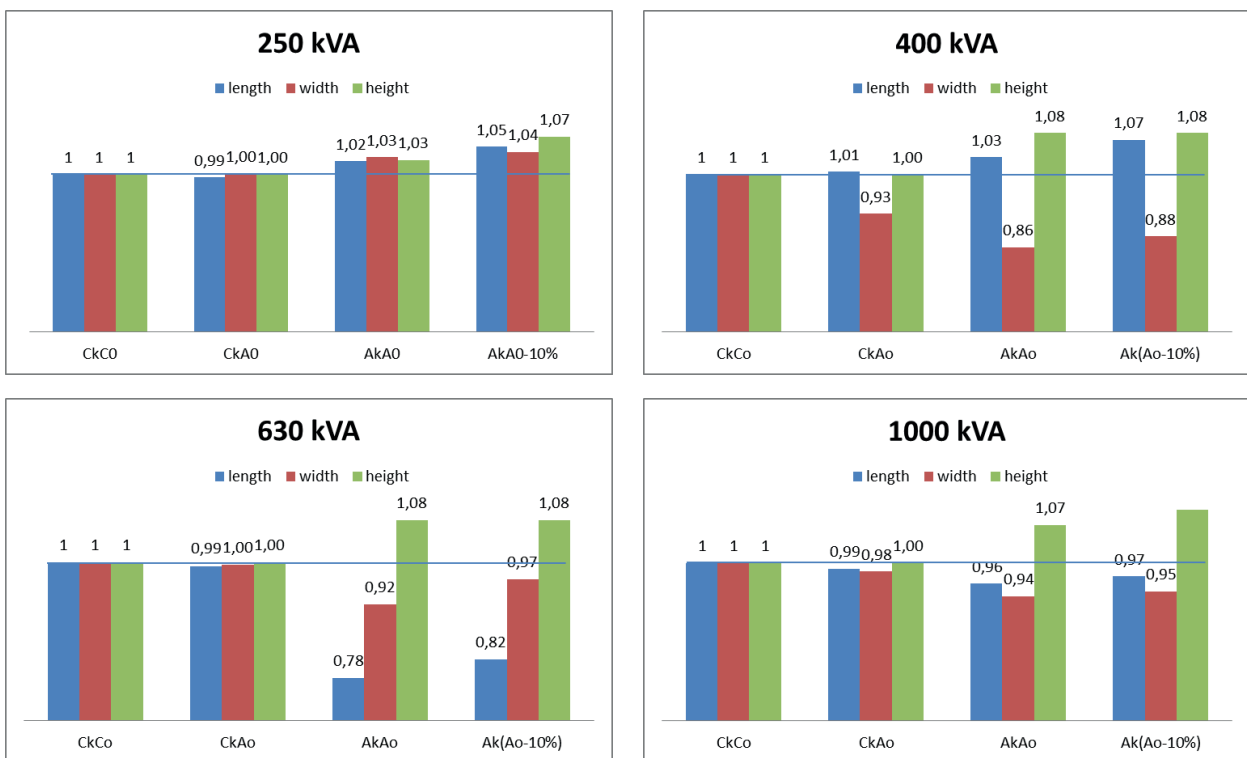 250 kVA
length width height
1 1 1 0,99 1,00 1,00 1,02 1,03 1,03 1,05 1,04 1,07
CkC0 CkA0 AkA0 AkA0-10%
400 kVA
length width height
1 1 1 1,01 0,93 1,00 1,03 0,86 1,08 1,07 0,88 1,08
CkCo CkAo AkAo Ak(Ao-10%)
630 kVA
length width height
1 1 1 0,99 1,00 1,00 0,78 0,92 1,08 0,82 0,97 1,08
CkCo CkAo AkAo Ak(Ao-10%)
1000 kVA
length width height
1 1 1 0,99 0,98 1,00 0,96 0,94 1,07 0,97 0,95
CkCo CkAo AkAo Ak(Ao-10%)